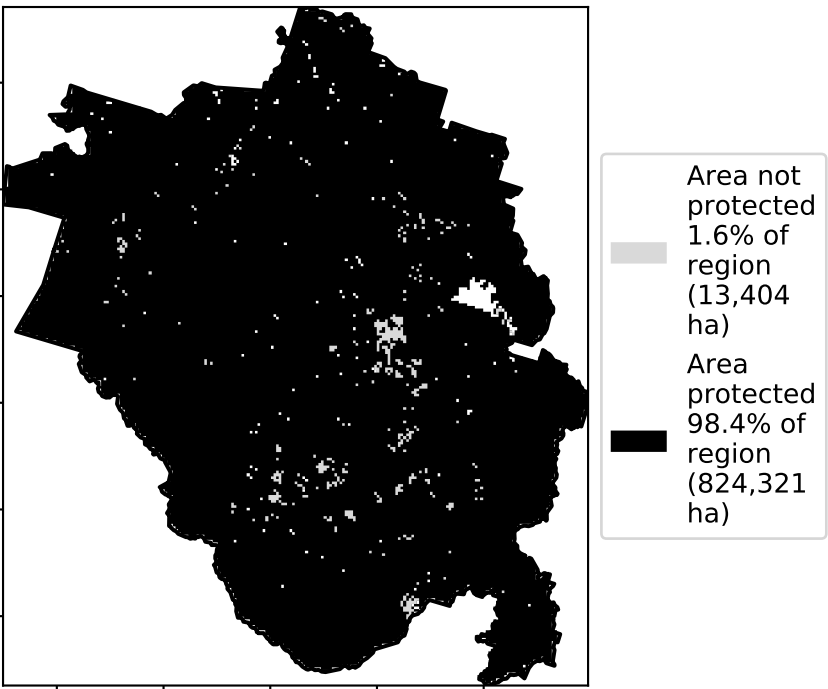 Area not
protected
1.6% of
region
(13,404
ha)
Area
protected
98.4% of
region
(824,321
ha)